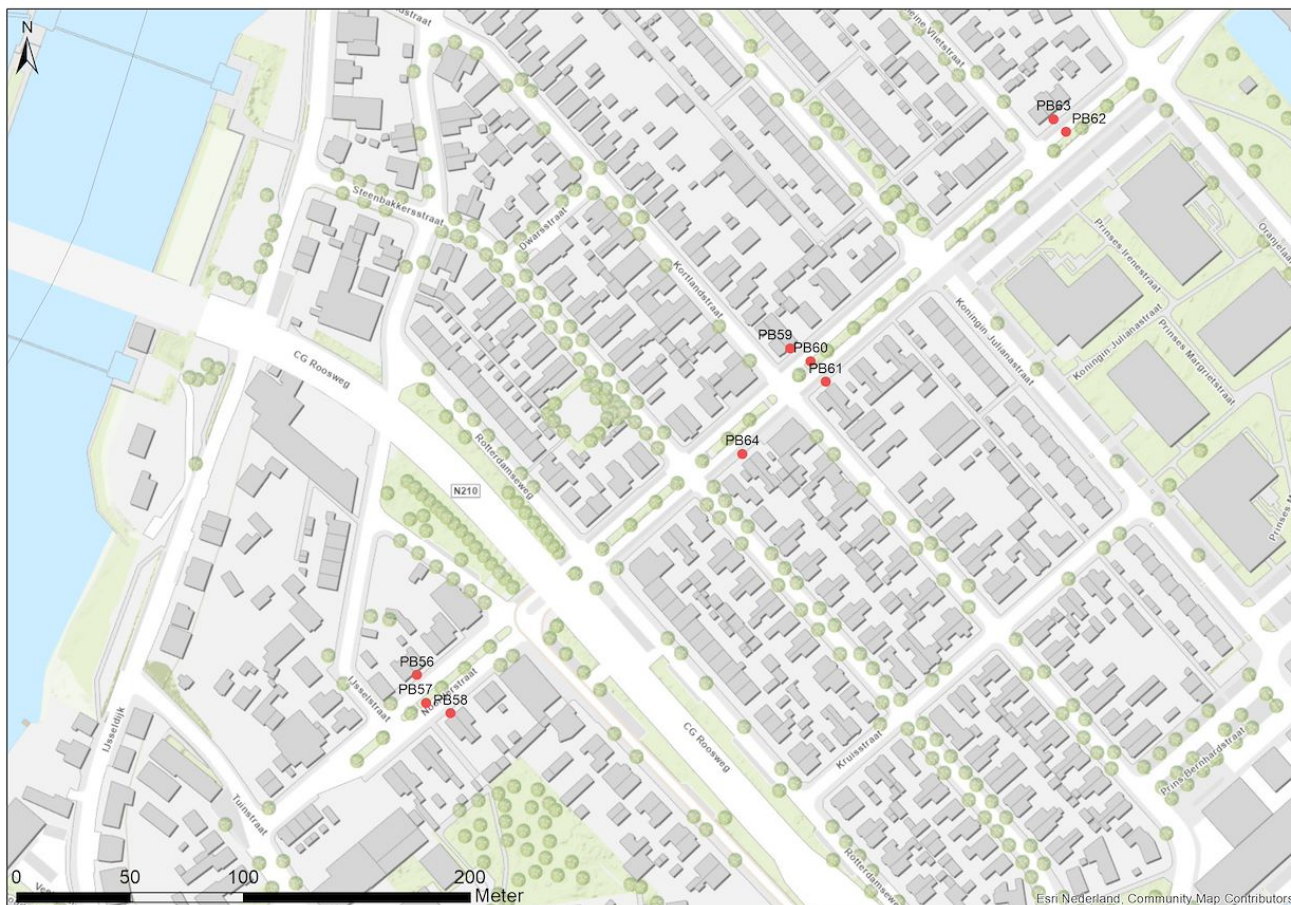 N
Steenbakkersstraat
Dwarsstraat
Kortlandstraat
PB63
PB62
Prinses Irenestraat
Koningin Julianastraat
Koningin Julianastraat
Prinses Margrietstraat
PB59
PB60
PB61
CG Roosweg
PB64
Rotterdamseweg
N210
PB56
PB57
PB58
IJsselstraat
IJsseldijk
Tuinstraat
CG Roosweg
Kruisstraat
Prins Bernhardstraat
Rotterdamseweg
0 50 100 200
Meter
Esri Nederland, Community Map Contributors